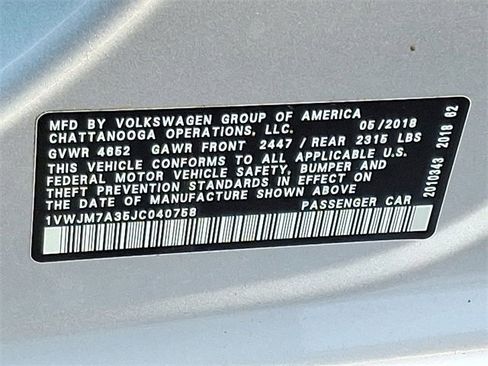 MFD BY VOLKSWAGEN GROUP OF AMERICA
CHATTANOOGA OPERATIONS, LLC. 05/2018
GVWR 4652 GAWR FRONT 2447 / REAR 2315 LBS
THIS VEHICLE CONFORMS TO ALL APPLICABLE U.S.
FEDERAL MOTOR VEHICLE SAFETY, BUMPER AND
THEFT PREVENTION STANDARDS IN EFFECT ON
THE DATE OF MANUFACTURE SHOWN ABOVE
1VWJM7A35JC040758 PASSENGER CAR
2010343 2018 62